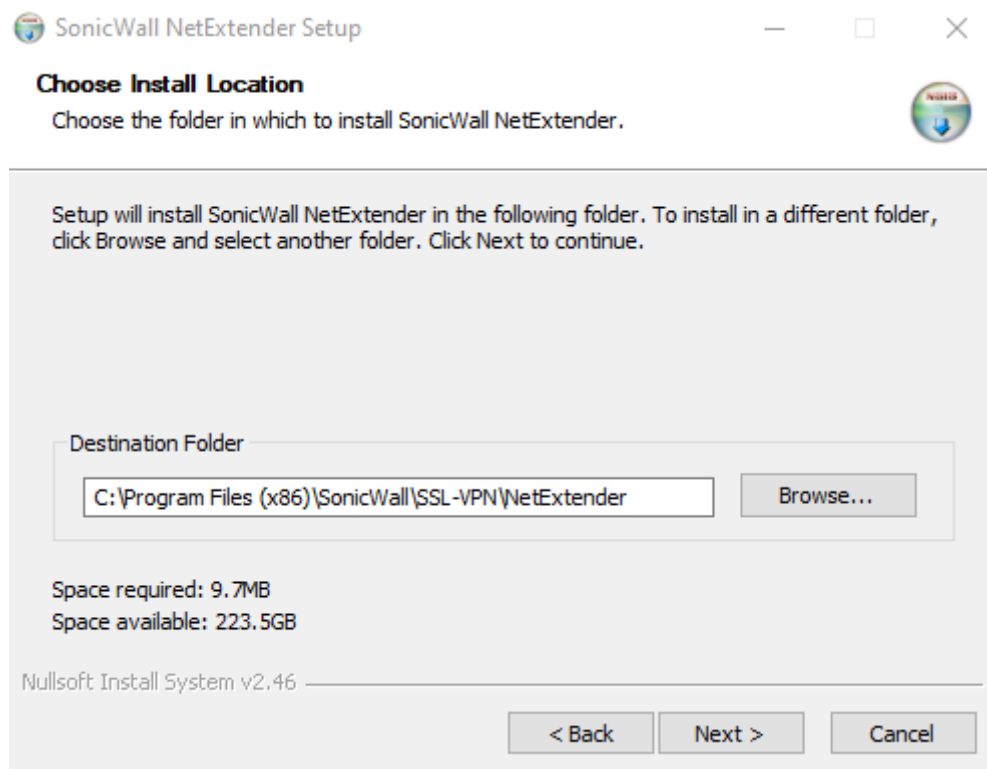 SonicWall NetExtender Setup
Choose Install Location
Choose the folder in which to install SonicWall NetExtender.
Setup will install SonicWall NetExtender in the following folder. To install in a different folder,
click Browse and select another folder. Click Next to continue.
Destination Folder
C:\Program Files (x86)\SonicWall\SSL-VPN\NetExtender
Browse...
Space required: 9.7MB
Space available: 223.5GB
Nullsoft Install System v2.46
< Back Next > Cancel